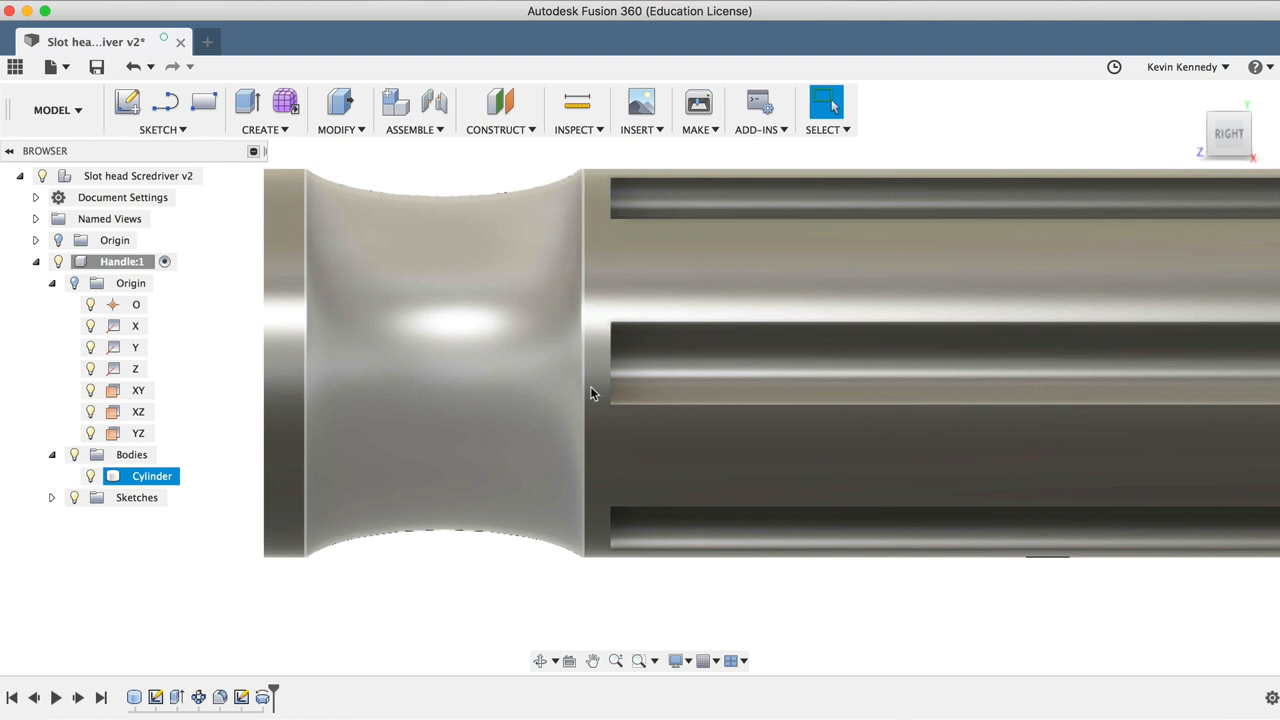 Autodesk Fusion 360 (Education License)
Slot hea...iver v2*
Kevin Kennedy
MODEL
SKETCH
CREATE
MODIFY
ASSEMBLE
CONSTRUCT
INSPECT
INSERT
MAKE
ADD-INS
SELECT
BROWSER
Y
RIGHT
Z
X
Slot head Scredriver v2
Document Settings
Named Views
Origin
Handle:1
Origin
O
X
Y
Z
XY
XZ
YZ
Bodies
Cylinder
Sketches